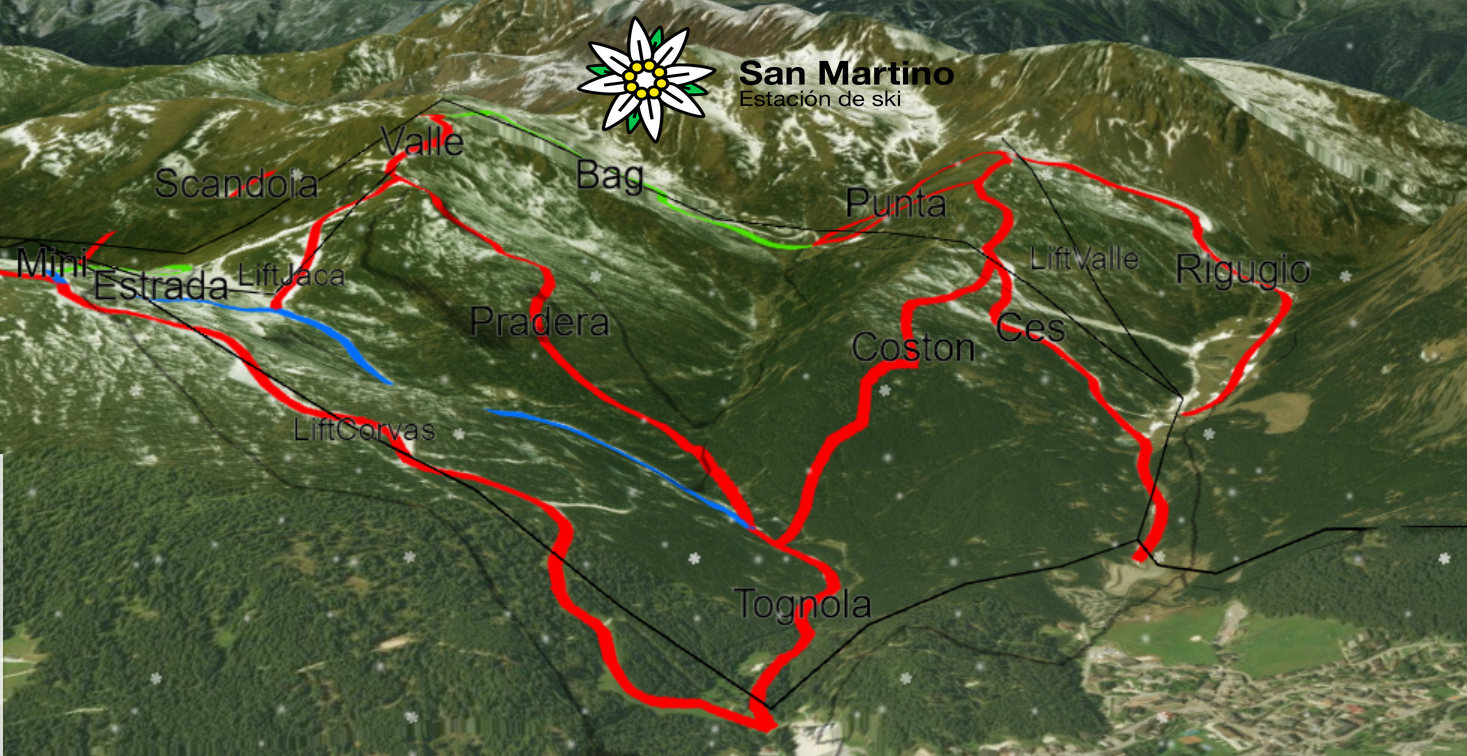 San Martino
Estación de ski
Valle
Scandola
Bag
Punta
Mini
Estrada
LiftJaca
LiftValle
Rigugio
Pradera
Coston
Ces
LiftCorvas
Tognola